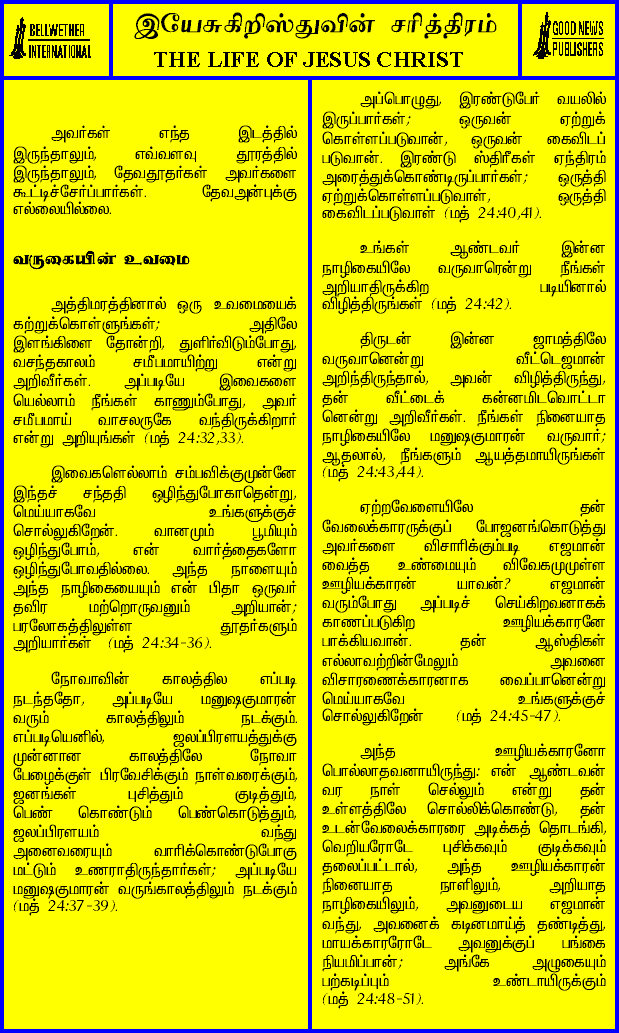 BELLWETHER
INTERNATIONAL
இயேசுகிறிஸ்துவின் சரித்திரம்
THE LIFE OF JESUS CHRIST
GOOD NEWS
PUBLISHERS
அவர்கள் எந்த இடத்தில்
இருந்தாலும், எவ்வளவு தூரத்தில்
இருந்தாலும், தேவதூதர்கள் அவர்களை
கூட்டிச்சேர்ப்பார்கள். தேவஅன்புக்கு
எல்லையில்லை.
வருகையின் உவமை
அத்திமரத்தினால் ஒரு உவமையைக்
கற்றுக்கொள்ளுங்கள்; அதிலே
இளங்கிளை தோன்றி, துளிர்விடும்போது,
வசந்தகாலம் சமீபமாயிற்று என்று
அறிவீர்கள். அப்படியே இவைகளை
யெல்லாம் நீங்கள் காணும்போது, அவர்
சமீபமாய் வாசலருகே வந்திருக்கிறார்
என்று அறியுங்கள் (மத் 24:32,33).
இவைகளெல்லாம் சம்பவிக்குமுன்னே
இந்தச் சந்ததி ஒழிந்துபோகாதென்று,
மெய்யாகவே உங்களுக்குச்
சொல்லுகிறேன். வானமும் பூமியும்
ஒழிந்துபோம், என் வார்த்தைகளோ
ஒழிந்துபோவதில்லை. அந்த நாளையும்
அந்த நாழிகையையும் என் பிதா ஒருவர்
தவிர மற்றொருவனும் அறியான்;
பரலோகத்திலுள்ள தூதர்களும்
அறியார்கள் (மத் 24:34-36).
நோவாவின் காலத்தில எப்படி
நடந்ததோ, அப்படியே மனுஷகுமாரன்
வரும் காலத்திலும் நடக்கும்.
எப்படியெனில், ஜலப்பிரளயத்துக்கு
முன்னான காலத்திலே நோவா
பேழைக்குள் பிரவேசிக்கும் நாள்வரைக்கும்,
ஜனங்கள் புசித்தும் குடித்தும்,
பெண் கொண்டும் பெண்கொடுத்தும்,
ஜலப்பிரளயம் வந்து
அனைவரையும் வாரிக்கொண்டுபோகு
மட்டும் உணராதிருந்தார்கள்; அப்படியே
மனுஷகுமாரன் வருங்காலத்திலும் நடக்கும்
(மத் 24:37-39).
அப்பொழுது, இரண்டுபேர் வயலில்
இருப்பார்கள்; ஒருவன் ஏற்றுக்
கொள்ளப்படுவான், ஒருவன் கைவிடப்
படுவான். இரண்டு ஸ்திரீகள் ஏந்திரம்
அரைத்துக்கொண்டிருப்பார்கள்; ஒருத்தி
ஏற்றுக்கொள்ளப்படுவாள், ஒருத்தி
கைவிடப்படுவாள் (மத் 24:40,41).
உங்கள் ஆண்டவர் இன்ன
நாழிகையிலே வருவாரென்று நீங்கள்
அறியாதிருக்கிற படியினால்
விழித்திருங்கள் (மத் 24:42).
திருடன் இன்ன ஜாமத்திலே
வருவானென்று வீட்டெஜமான்
அறிந்திருந்தால், அவன் விழித்திருந்து,
தன் வீட்டைக் கன்னமிடவொட்டா
னென்று அறிவீர்கள். நீங்கள் நினையாத
நாழிகையிலே மனுஷகுமாரன் வருவார்;
ஆதலால், நீங்களும் ஆயத்தமாயிருங்கள்
(மத் 24:43,44).
ஏற்றவேளையிலே தன்
வேலைக்காரருக்குப் போஜனங்கொடுத்து
அவர்களை விசாரிக்கும்படி எஜமான்
வைத்த உண்மையும் விவேகமுமுள்ள
ஊழியக்காரன் யாவன்? எஜமான்
வரும்போது அப்படிச் செய்கிறவனாகக்
காணப்படுகிற ஊழியக்காரனே
பாக்கியவான். தன் ஆஸ்திகள்
எல்லாவற்றின்மேலும் அவனை
விசாரணைக்காரனாக வைப்பானென்று
மெய்யாகவே உங்களுக்குச்
சொல்லுகிறேன் (மத் 24:45-47).
அந்த ஊழியக்காரனோ
பொல்லாதவனாயிருந்து: என் ஆண்டவன்
வர நாள் செல்லும் என்று தன்
உள்ளத்திலே சொல்லிக்கொண்டு, தன்
உடன்வேலைக்காரரை அடிக்கத் தொடங்கி,
வெறியரோடே புசிக்கவும் குடிக்கவும்
தலைப்பட்டால், அந்த ஊழியக்காரன்
நினையாத நாளிலும், அறியாத
நாழிகையிலும், அவனுடைய எஜமான்
வந்து, அவனைக் கடினமாய்த் தண்டித்து,
மாயக்காரரோடே அவனுக்குப் பங்கை
நியமிப்பான்; அங்கே அழுகையும்
பற்கடிப்பும் உண்டாயிருக்கும்
(மத் 24:48-51).